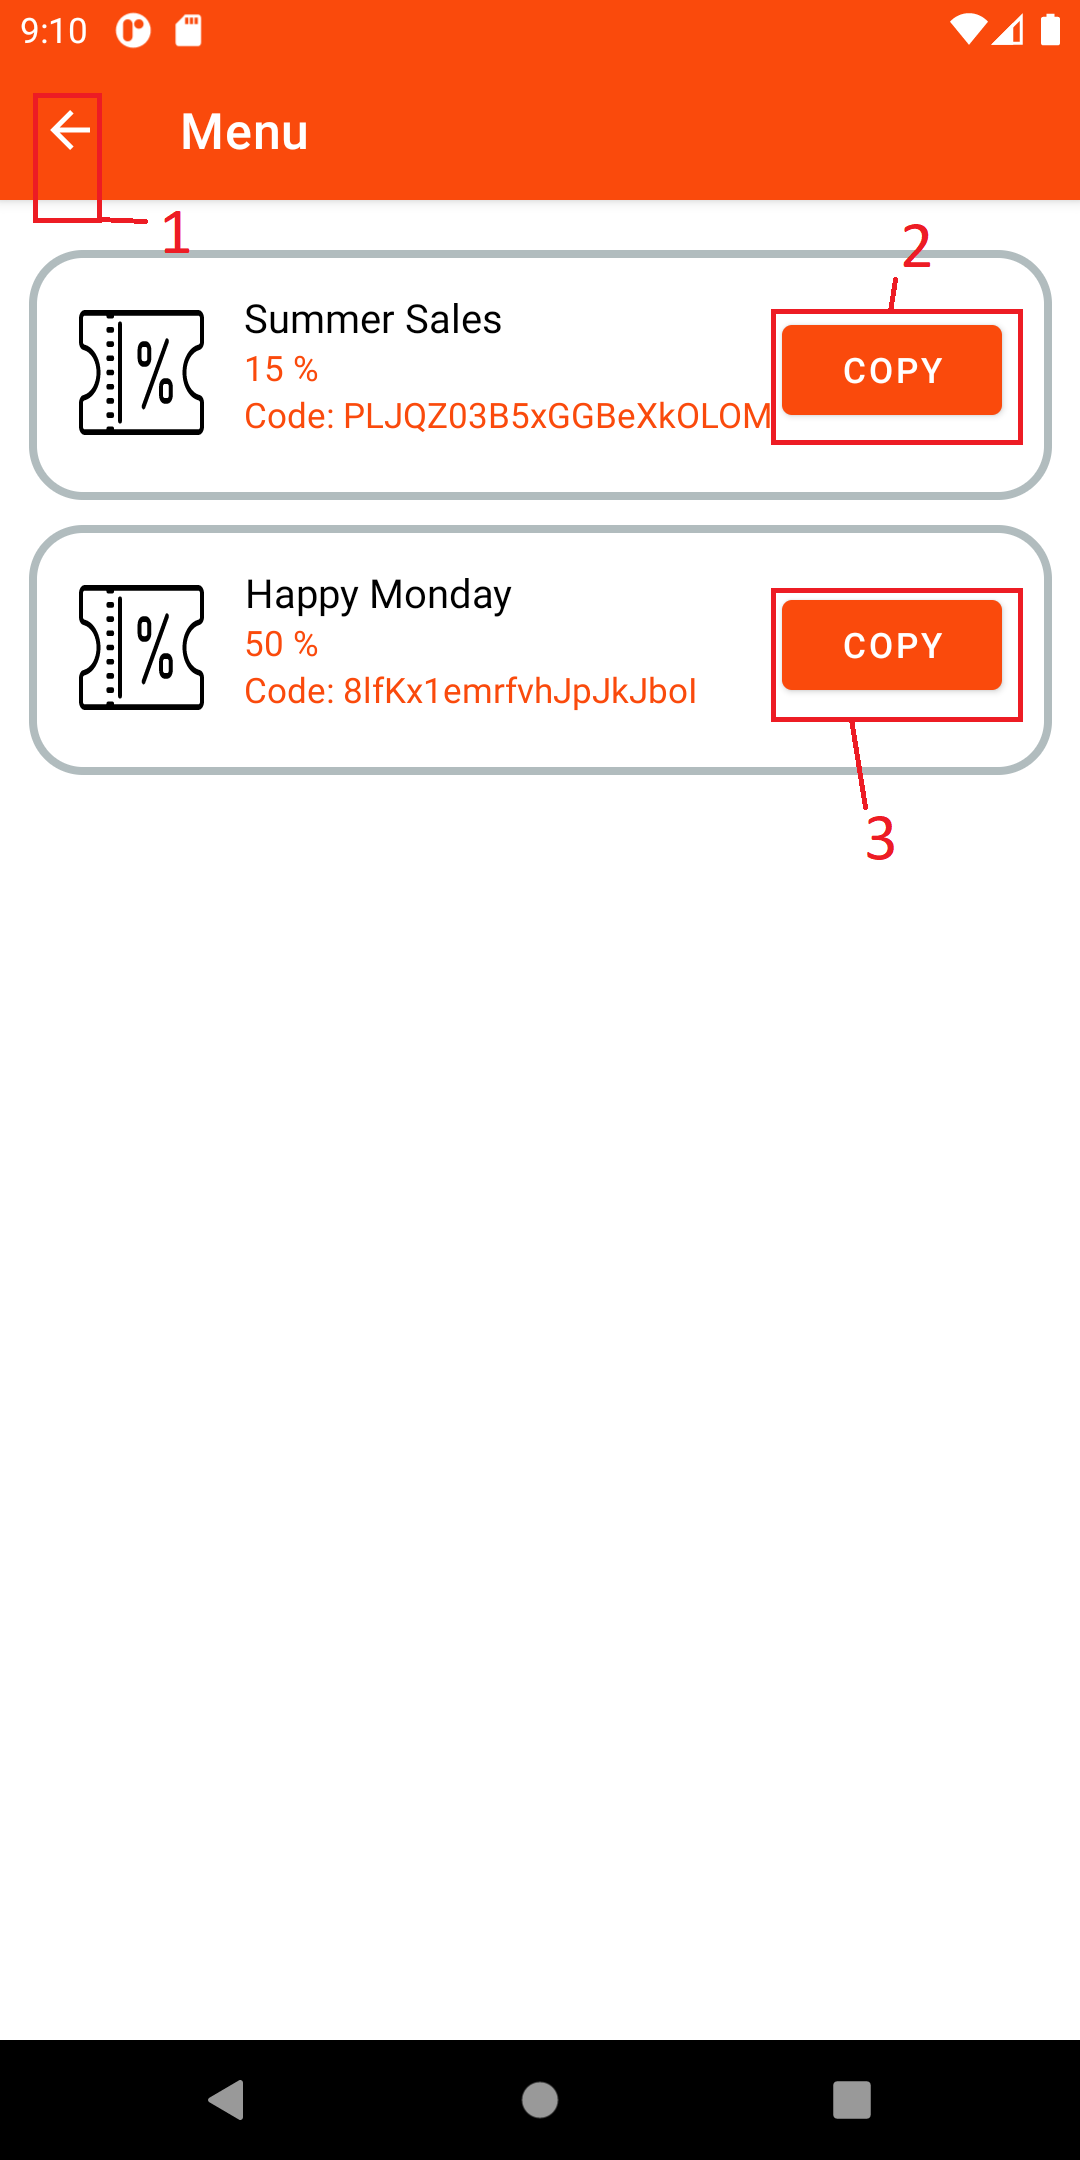 9:10
Menu
1
2
Summer Sales
15 %
Code: PLJQZ03B5xGGBeXkOLOM
COPY
Happy Monday
50 %
Code: 8lfKx1emrfvhJpJkJbol
COPY
3